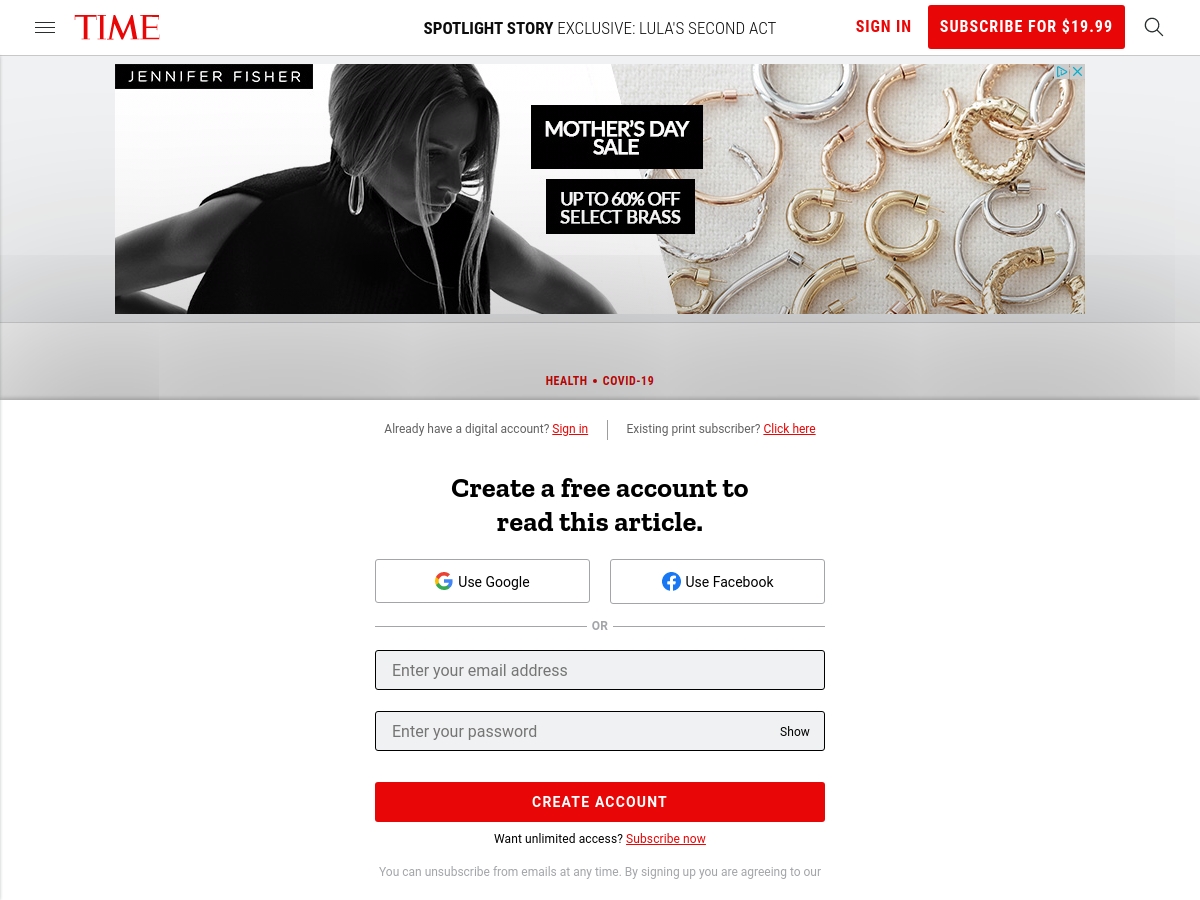 TIME
SPOTLIGHT STORY EXCLUSIVE: LULA'S SECOND ACT
SIGN IN
SUBSCRIBE FOR $19.99
JENNIFER FISHER
MOTHER'S DAY
SALE
UP TO 60% OFF
SELECT BRASS
HEALTH • COVID-19
Already have a digital account? Sign in
Existing print subscriber? Click here
Create a free account to
read this article.
Use Google
Use Facebook
OR
Enter your email address
Enter your password
Show
CREATE ACCOUNT
Want unlimited access? Subscribe now
You can unsubscribe from emails at any time. By signing up you are agreeing to our